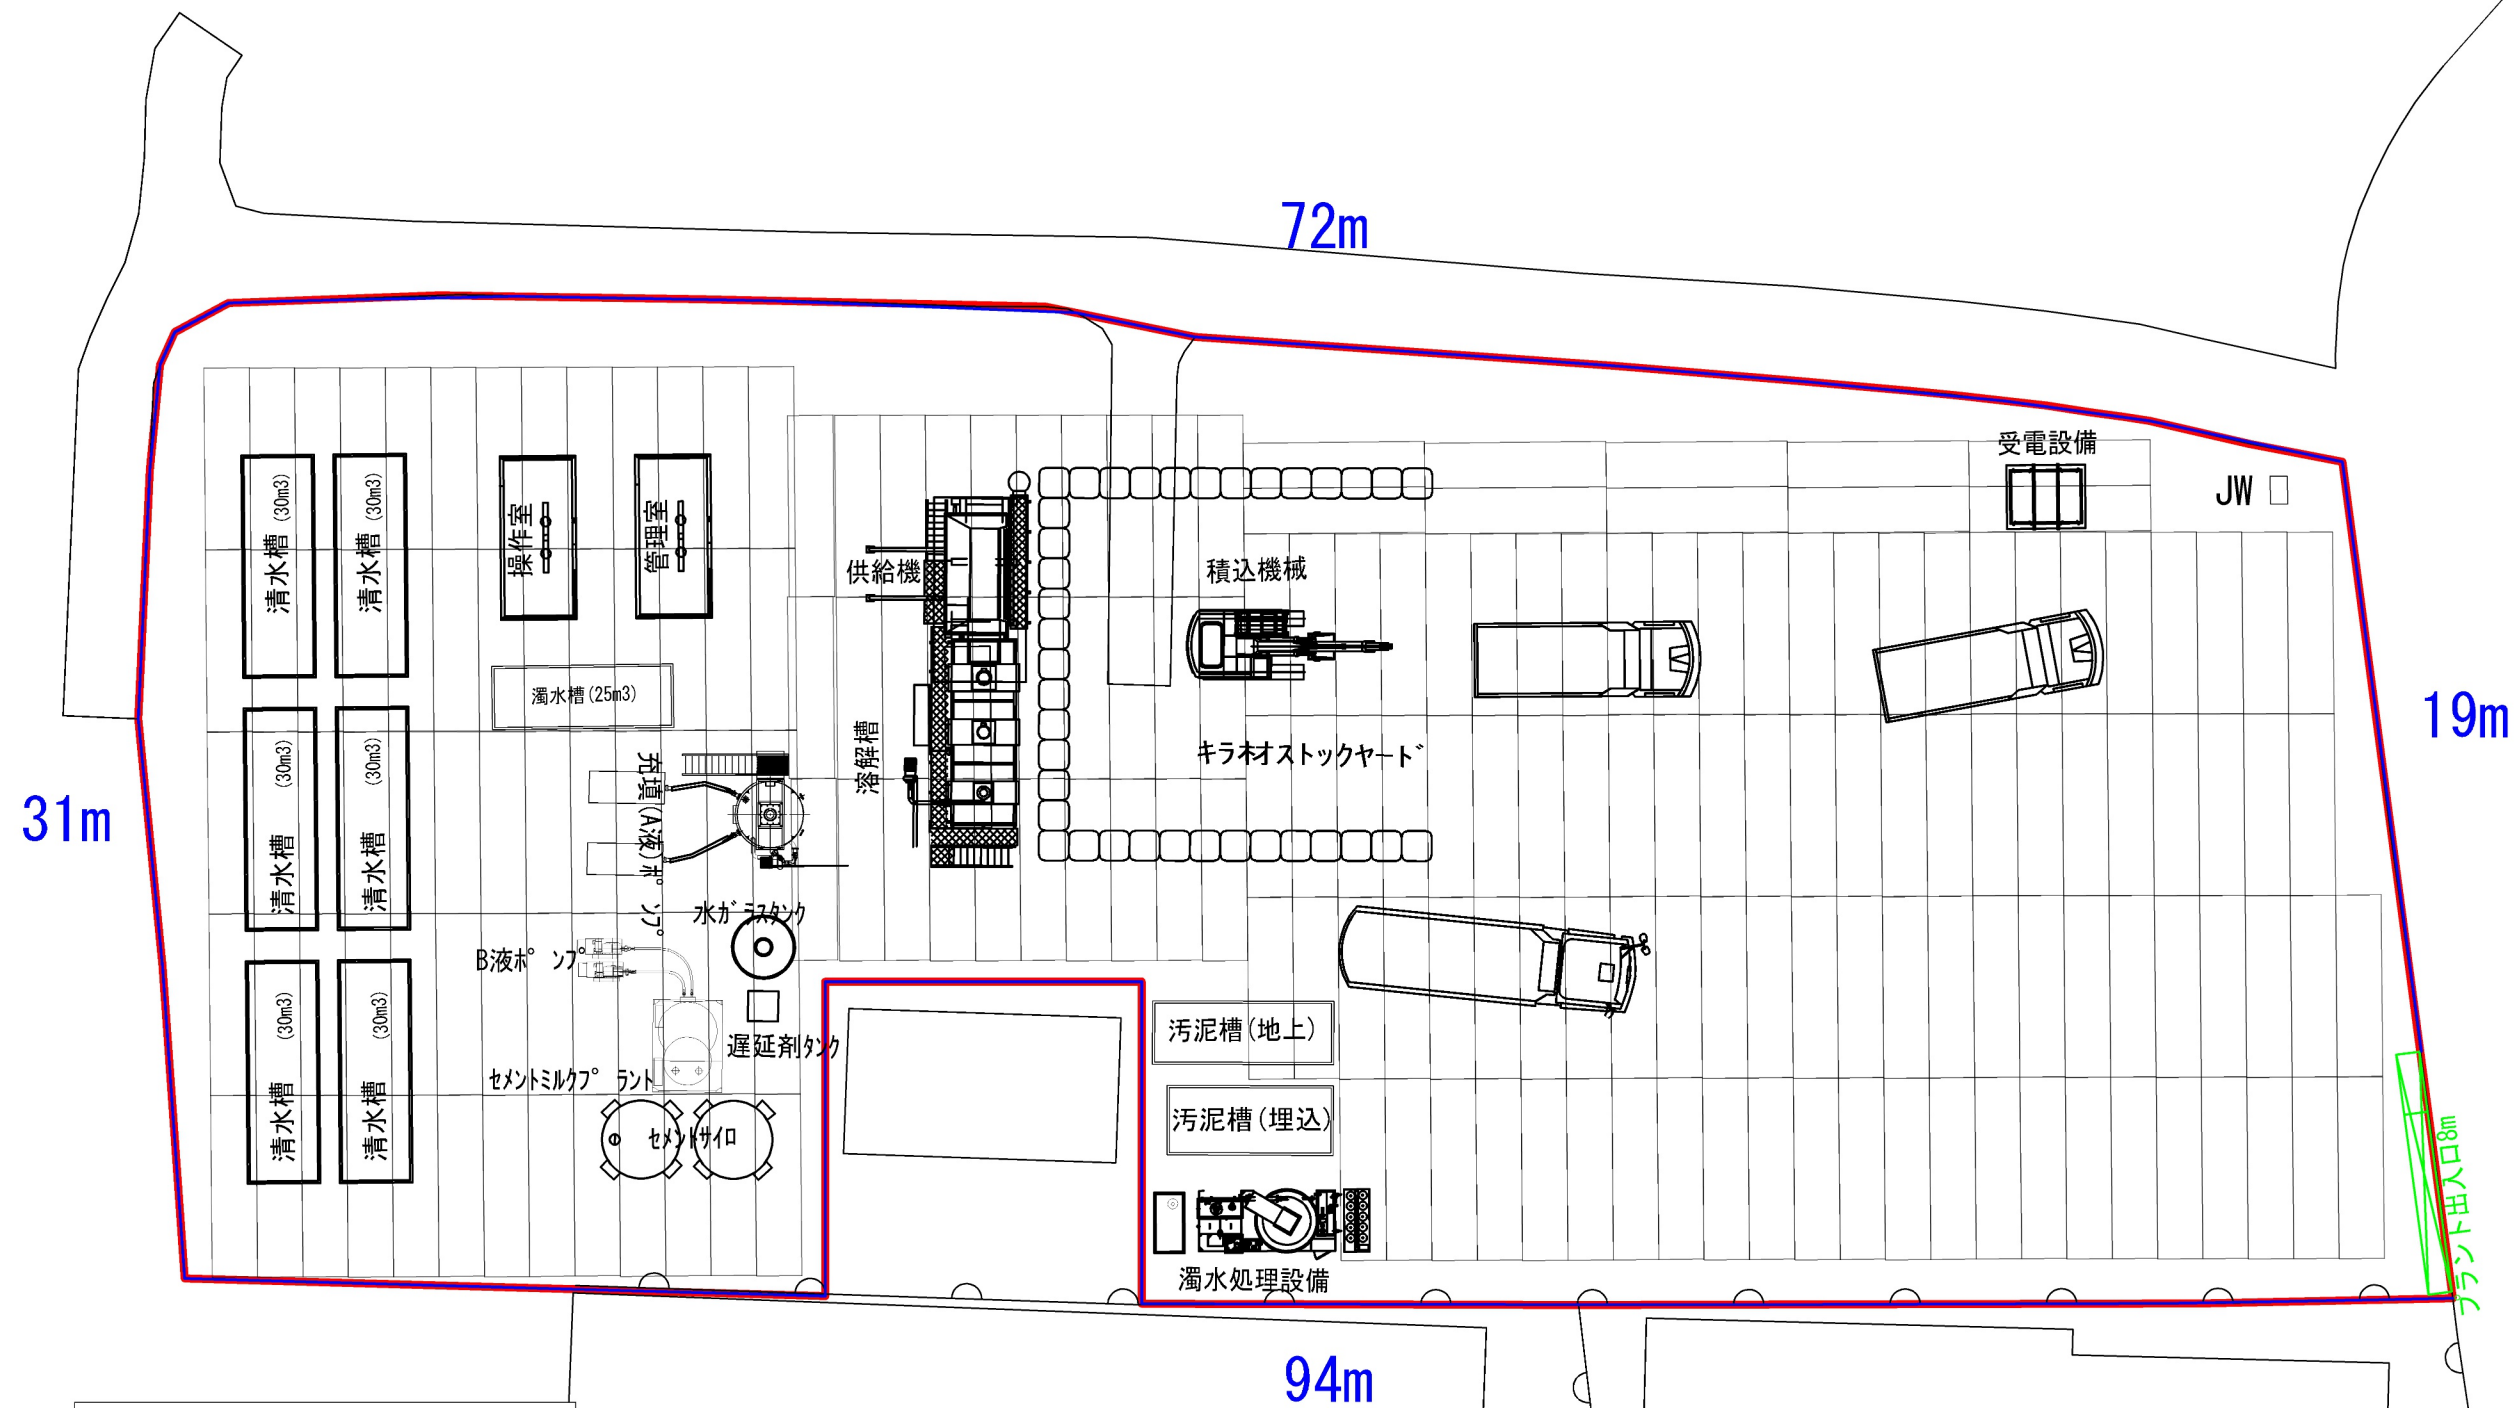 72m
受電設備
JW
清水槽 (30m3)
清水槽 (30m3)
操作室
管理室
供給機
積込機械
濁水槽(25m3)
19m
キラネオストックヤード
溶解槽
充填(A液)ポンプ
31m
清水槽 (30m3)
清水槽 (30m3)
水ガラスタンク
B液ポンプ
汚泥槽(地上)
遅延剤タンク
セメントミルクプラント
清水槽 (30m3)
清水槽 (30m3)
汚泥槽(埋込)
セメントサイロ
プラント出入口8m
濁水処理設備
94m